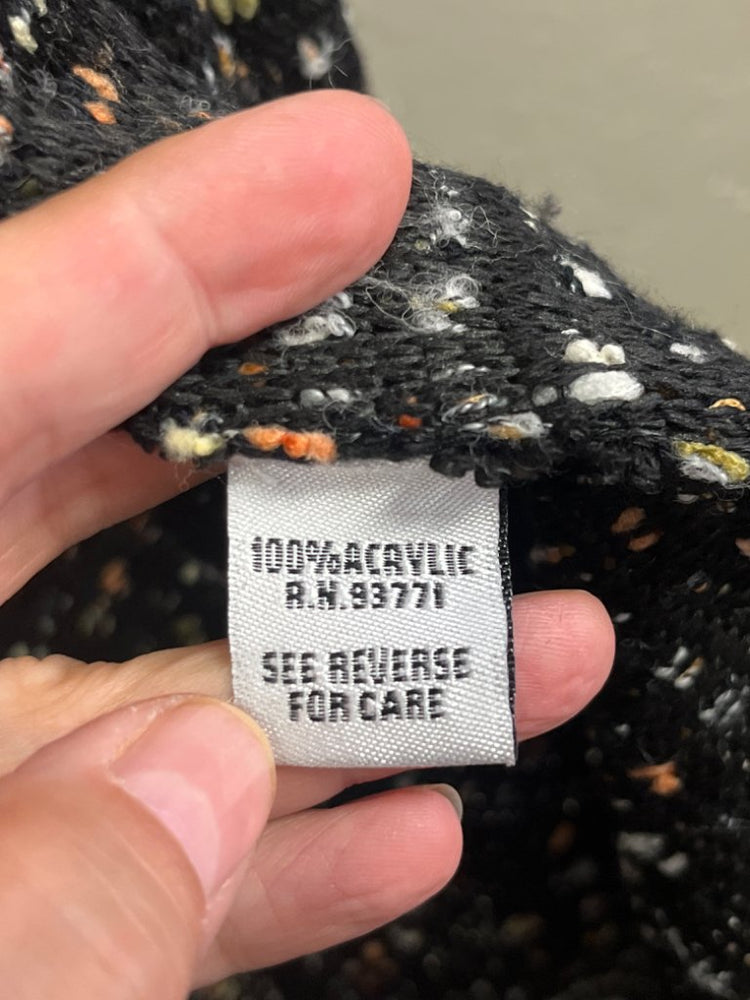 100% ACRYLIC
R.N. 93771
SEE REVERSE
FOR CARE